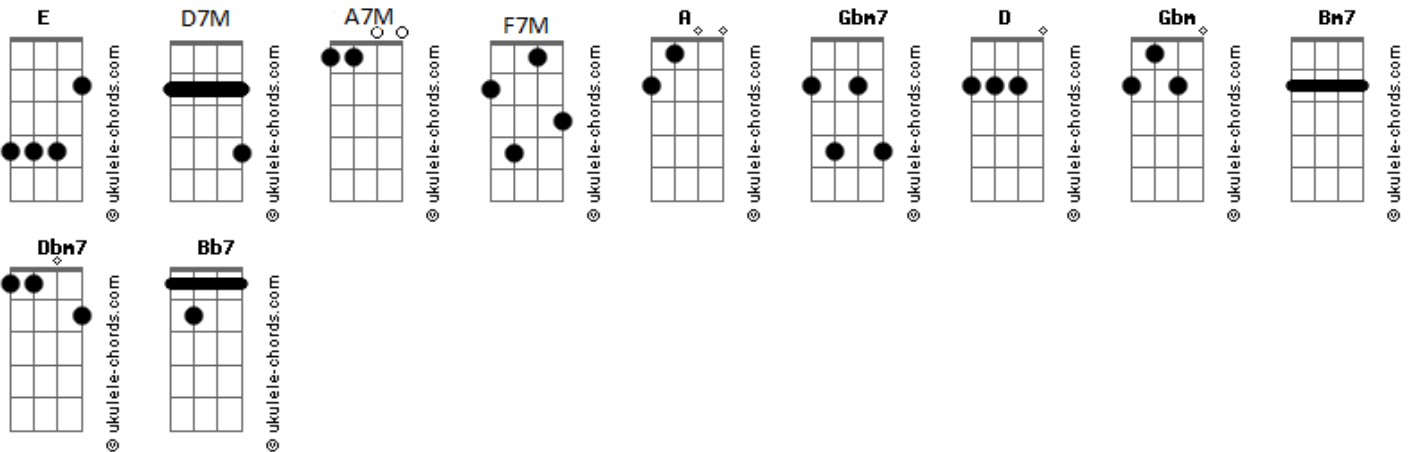 E D7M A7M F7M A Gbm7 D Gbm Bm7
© ukulele-chords.com © ukulele-chords.com © ukulele-chords.com © ukulele-chords.com © ukulele-chords.com © ukulele-chords.com © ukulele-chords.com © ukulele-chords.com © ukulele-chords.com
Dbm7 Bb7
© ukulele-chords.com © ukulele-chords.com